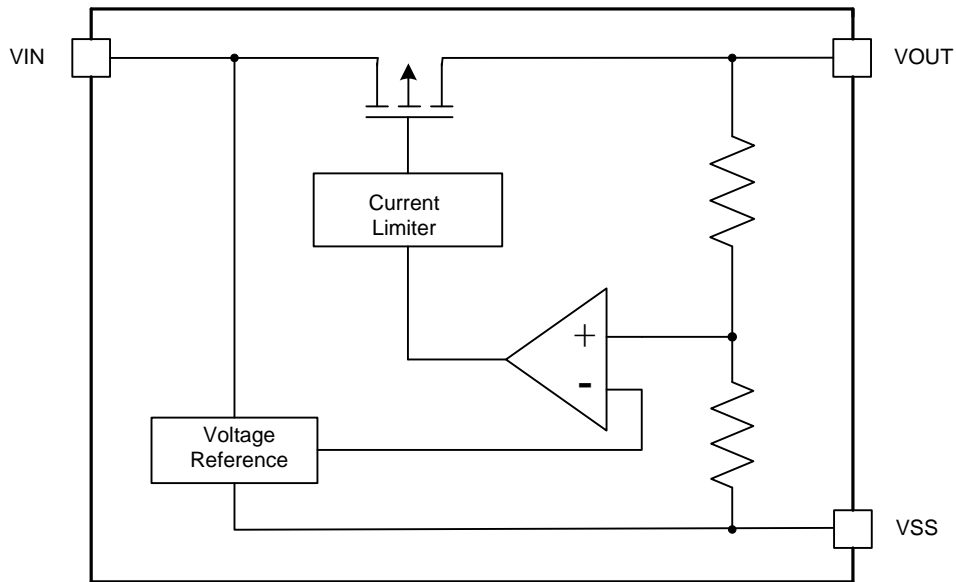 VIN
VOUT
Current
Limiter
+
-
Voltage
Reference
VSS